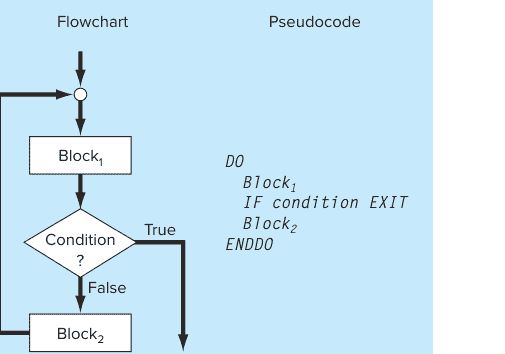 Flowchart
Pseudocode
Block₁
Condition
?
True
False
Block₂
DO
Block₁
IF condition EXIT
Block₂
ENDDO